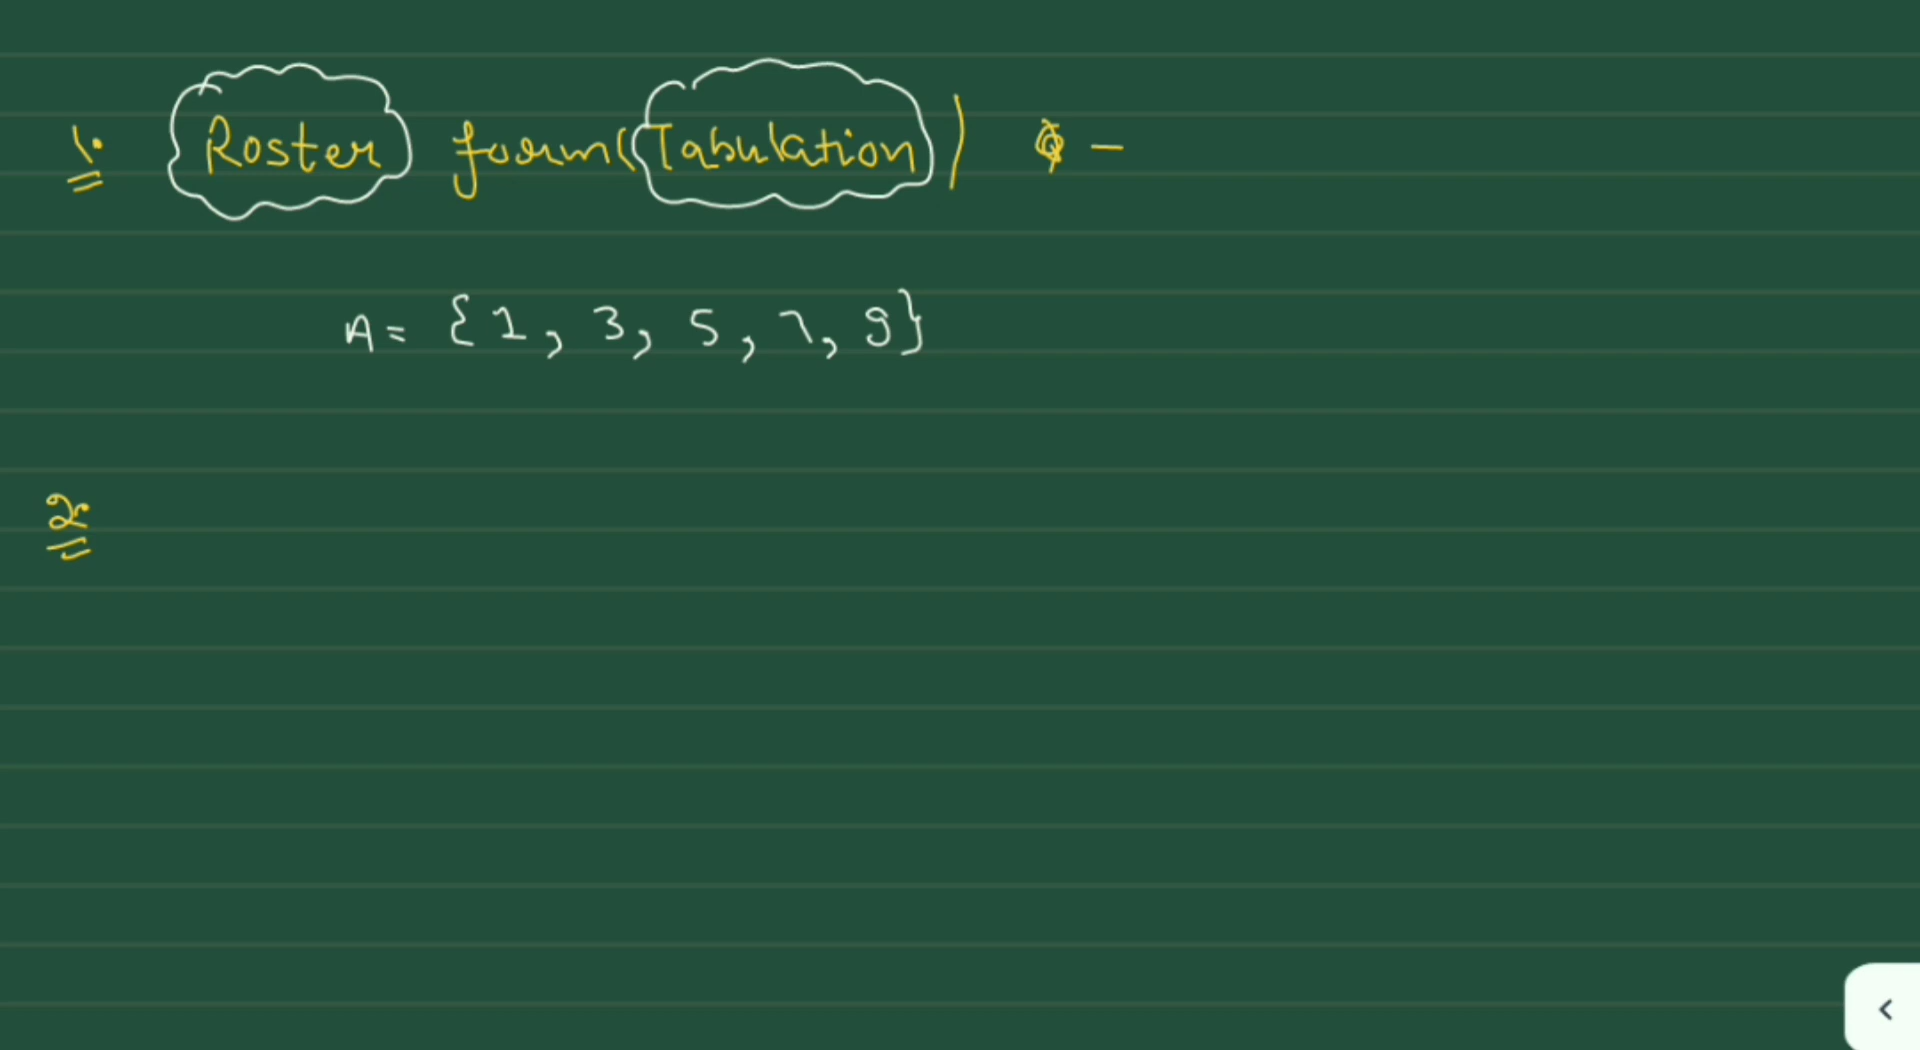 1. Roster form (Tabulation) :-
A = {1, 3, 5, 7, 9}
2.